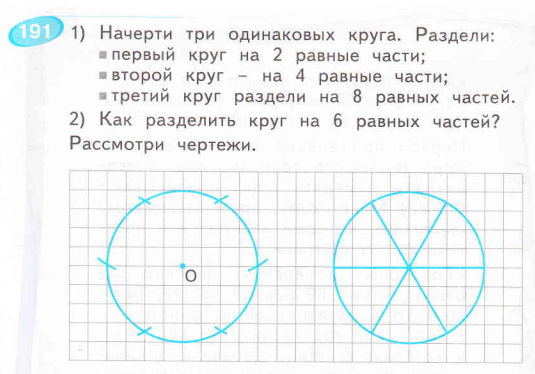 191 1) Начерти три одинаковых круга. Раздели:
первый круг на 2 равные части;
второй круг – на 4 равные части;
третий круг раздели на 8 равных частей.
2) Как разделить круг на 6 равных частей?
Рассмотри чертежи.
О